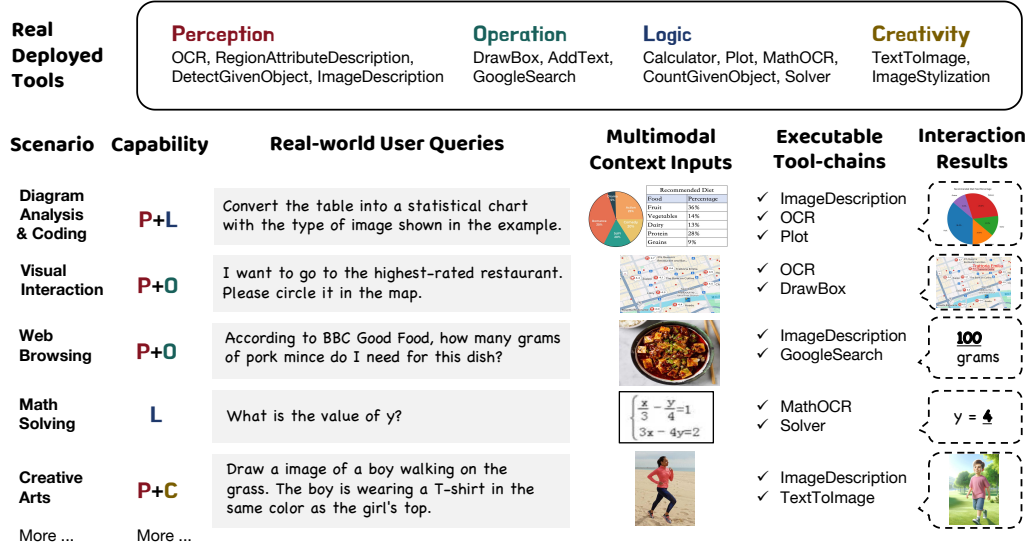 Real
Deployed
Tools
Perception
OCR, RegionAttributeDescription,
DetectGivenObject, ImageDescription
Operation
DrawBox, AddText,
GoogleSearch
Logic
Calculator, Plot, MathOCR,
CountGivenObject, Solver
Creativity
TextToImage,
ImageStylization
Scenario
Capability
Real-world User Queries
Multimodal
Context Inputs
Executable
Tool-chains
Interaction
Results
Diagram
Analysis
& Coding
P+L
Convert the table into a statistical chart
with the type of image shown in the example.
Recommended Diet
Food Percentage
Fruit 36%
Vegetables 14%
Dairy 13%
Protein 28%
Grains 9%
✓ ImageDescription
✓ OCR
✓ Plot
Visual
Interaction
P+O
I want to go to the highest-rated restaurant.
Please circle it in the map.
✓ OCR
✓ DrawBox
Web
Browsing
P+O
According to BBC Good Food, how many grams
of pork mince do I need for this dish?
✓ ImageDescription
✓ GoogleSearch
100
grams
Math
Solving
L
What is the value of y?
x/3 - y/4=1
3x - 4y=2
✓ MathOCR
✓ Solver
y = 4
Creative
Arts
P+C
Draw a image of a boy walking on the
grass. The boy is wearing a T-shirt in the
same color as the girl's top.
✓ ImageDescription
✓ TextToImage
More ...
More ...